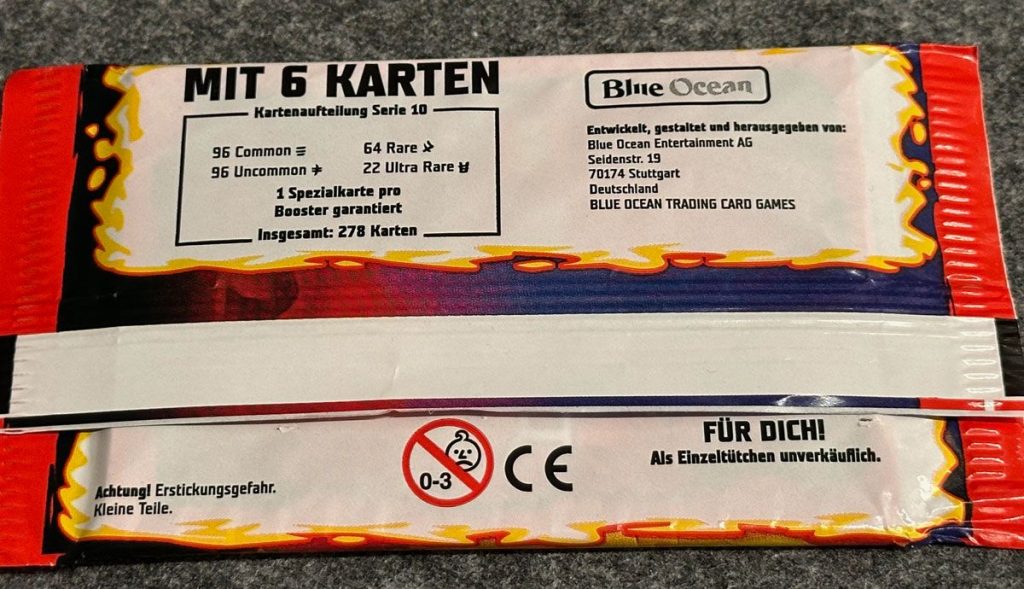 MIT 6 KARTEN
Kartenaufteilung Serie 10
96 Common 64 Rare
96 Uncommon 22 Ultra Rare
1 Spezialkarte pro
Booster garantiert
Insgesamt: 278 Karten
Blue Ocean
Entwickelt, gestaltet und herausgegeben von:
Blue Ocean Entertainment AG
Seidenstr. 19
70174 Stuttgart
Deutschland
BLUE OCEAN TRADING CARD GAMES
Achtung! Erstickungsgefahr.
Kleine Teile.
0-3
CE
FÜR DICH!
Als Einzeltütchen unverkäuflich.